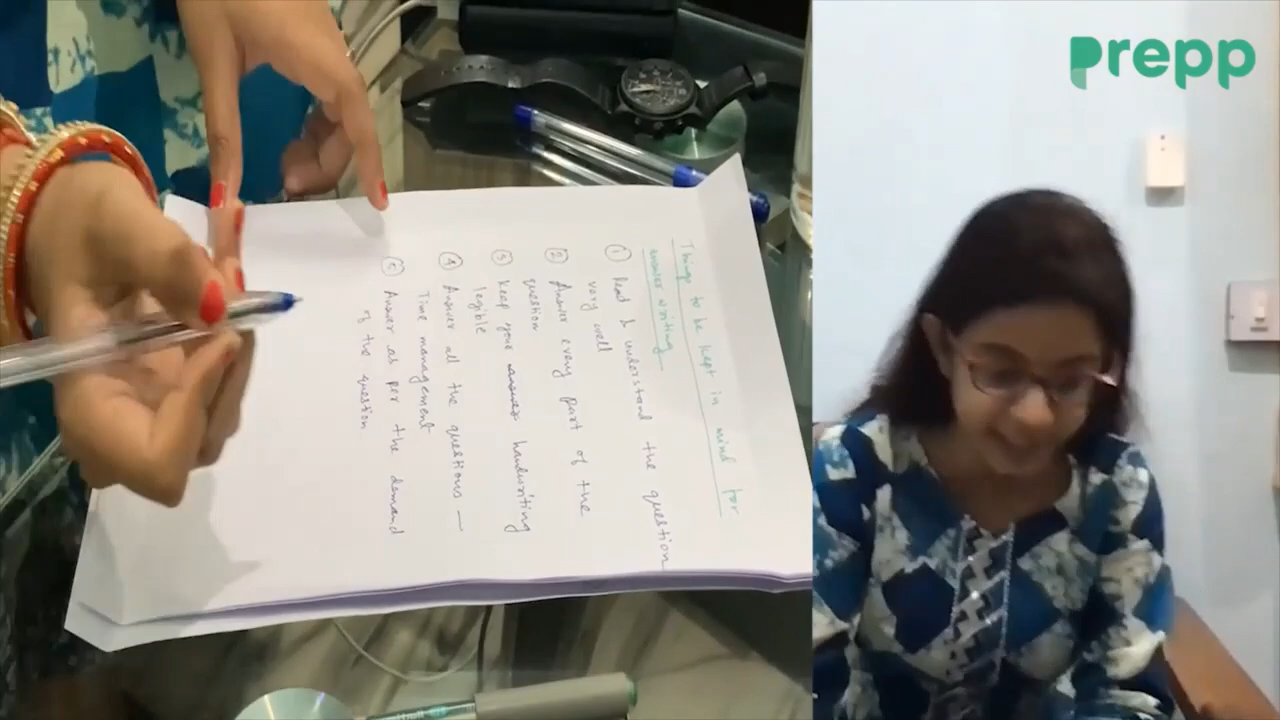 Things to be kept in mind for
answer writing
① Read & understand the question
very well
② Answer every part of the
question
③ Keep your answer handwriting
legible
④ Answer all the questions —
Time management
⑤ Answer as per the demand
of the question
Prepp